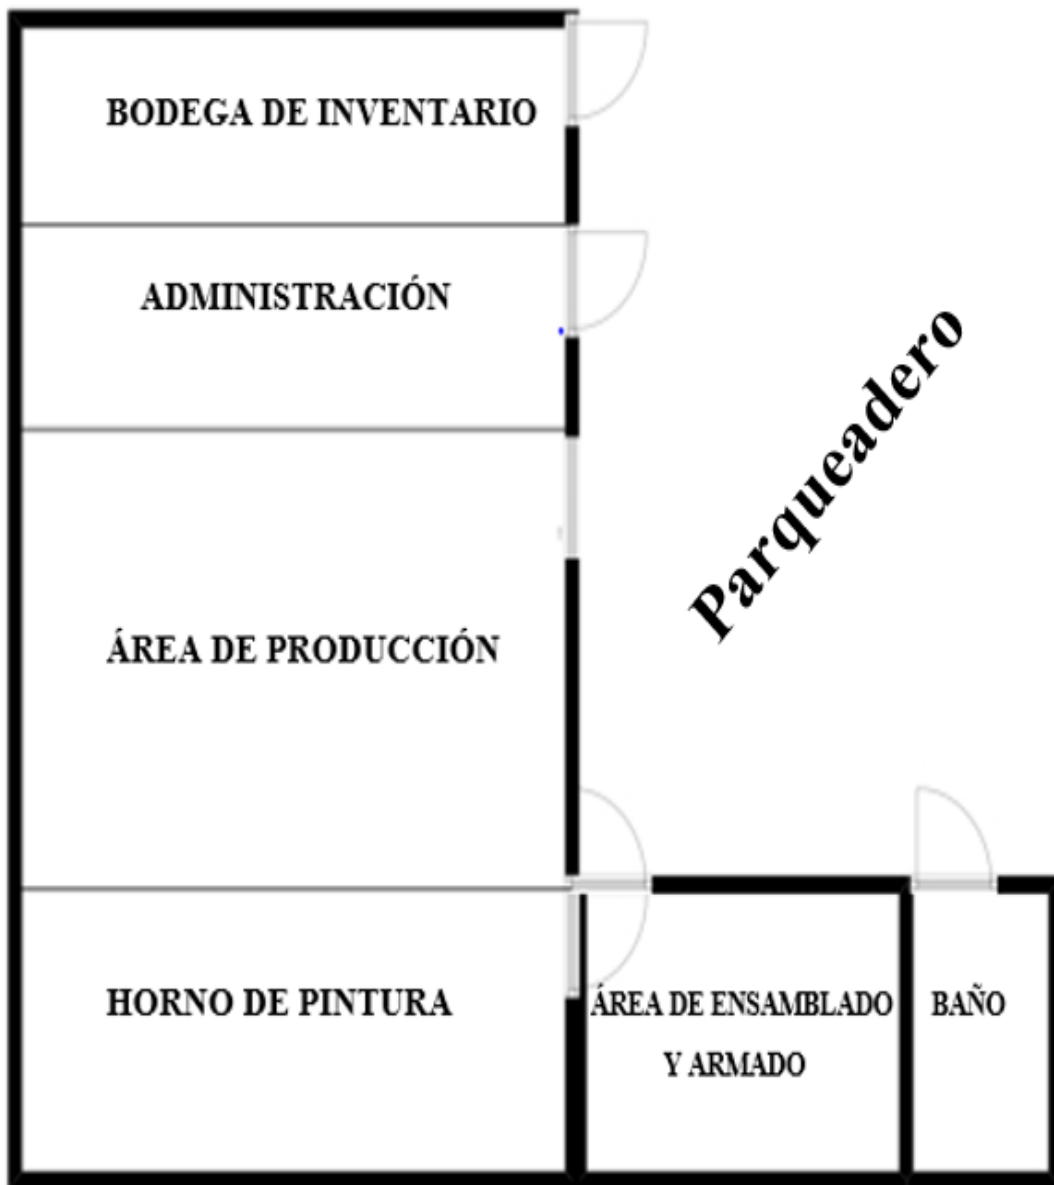 BODEGA DE INVENTARIO
ADMINISTRACIÓN
Parqueadero
ÁREA DE PRODUCCIÓN
HORNO DE PINTURA
ÁREA DE ENSAMBLADO
Y ARMADO
BAÑO